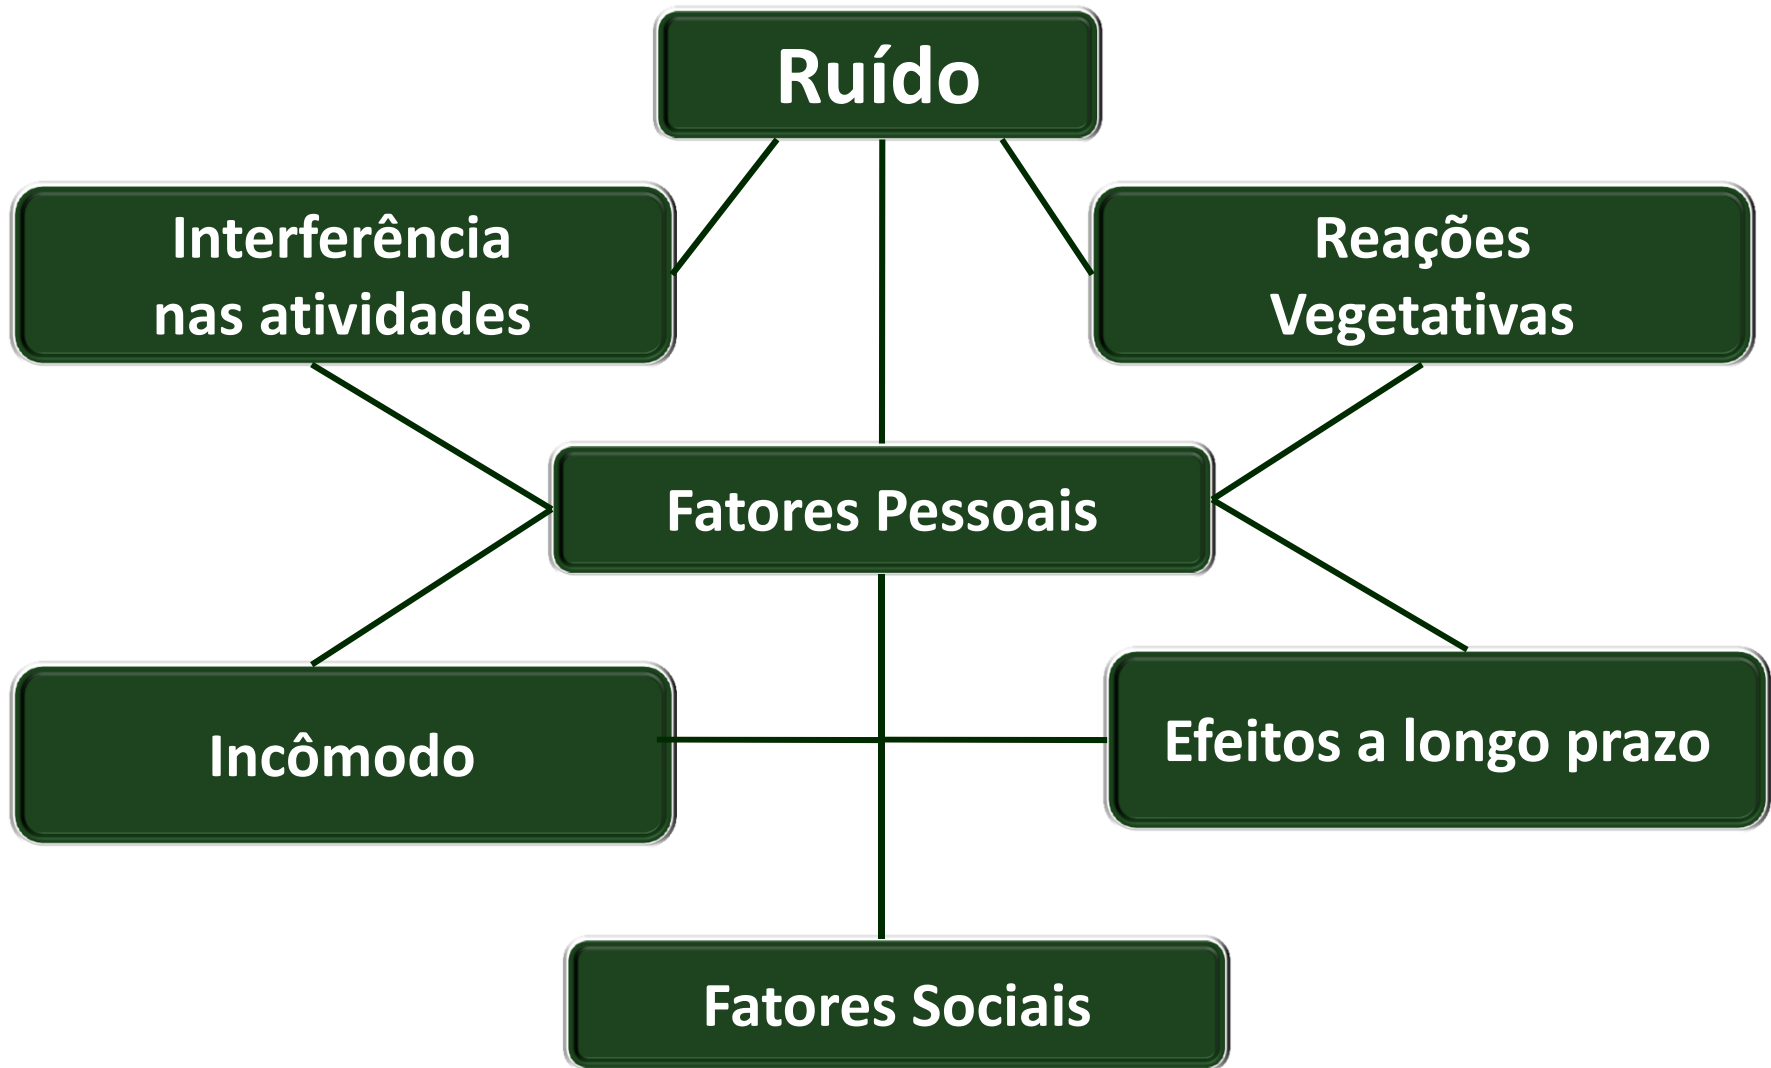 Ruído
Interferência
nas atividades
Reações
Vegetativas
Fatores Pessoais
Incômodo
Efeitos a longo prazo
Fatores Sociais